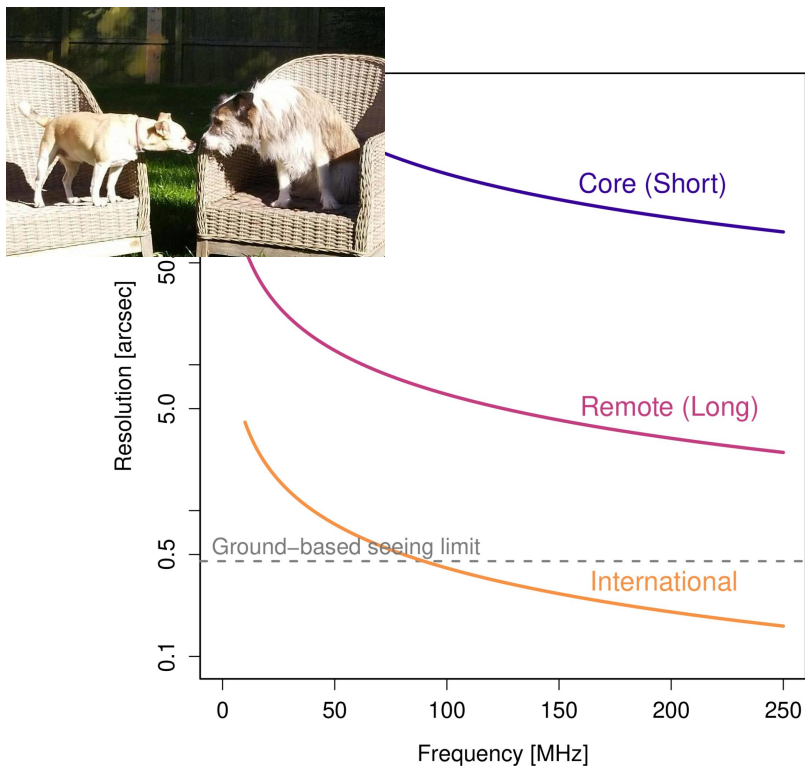 Core (Short)
50
Resolution [arcsec]
Remote (Long)
5.0
Ground−based seeing limit
0.5
International
0.1
0 50 100 150 200 250
Frequency [MHz]